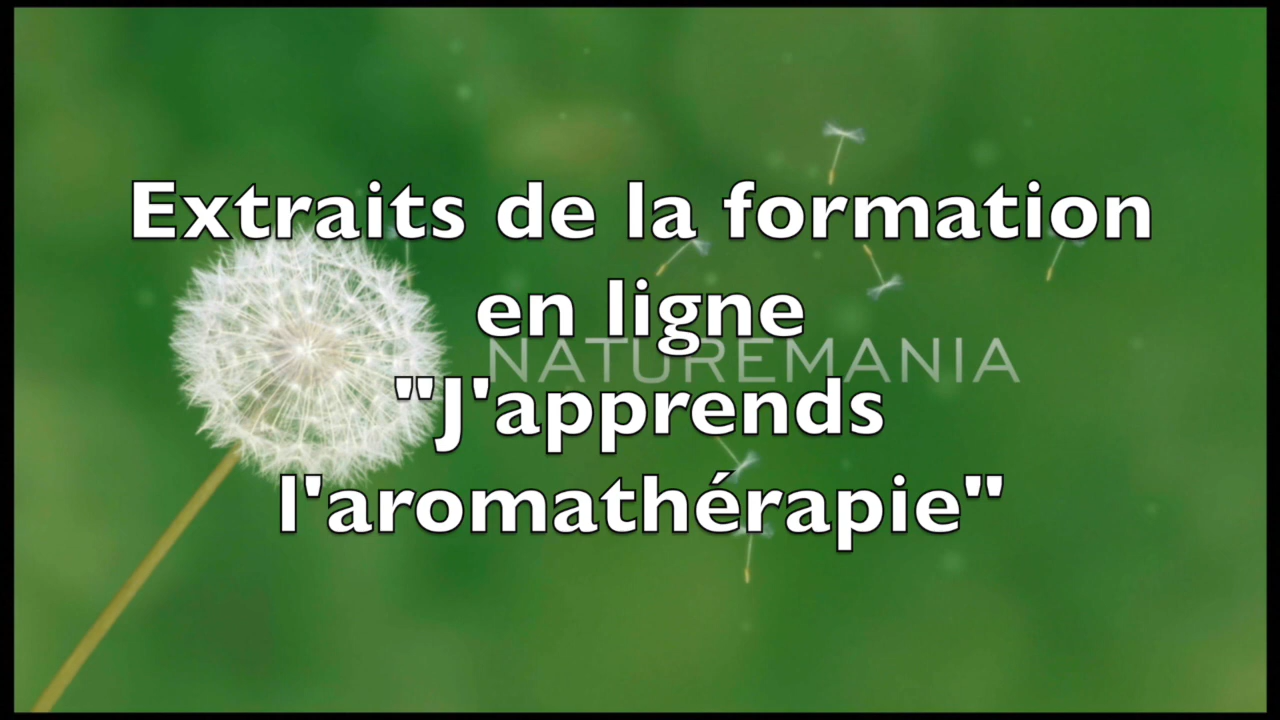 Extraits de la formation
en ligne
NATUREMANIA
"J'apprends
l'aromathérapie"